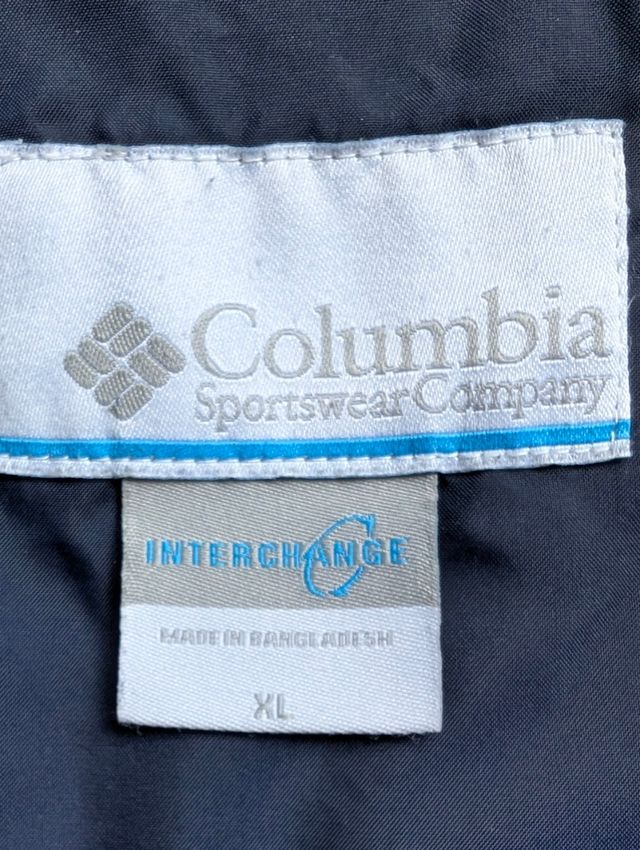 Columbia
Sportswear Company
INTERCHANGE
MADE IN BANGLADESH
XL